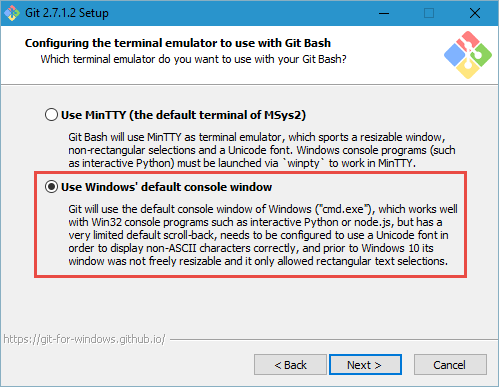 Git 2.7.1.2 Setup
Configuring the terminal emulator to use with Git Bash
Which terminal emulator do you want to use with your Git Bash?
Use MinTTY (the default terminal of MSys2)
Git Bash will use MinTTY as terminal emulator, which sports a resizable window,
non-rectangular selections and a Unicode font. Windows console programs (such
as interactive Python) must be launched via `winpty` to work in MinTTY.
Use Windows' default console window
Git will use the default console window of Windows ("cmd.exe"), which works well
with Win32 console programs such as interactive Python or node.js, but has a
very limited default scroll-back, needs to be configured to use a Unicode font in
order to display non-ASCII characters correctly, and prior to Windows 10 its
window was not freely resizable and it only allowed rectangular text selections.
https://git-for-windows.github.io/
< Back
Next >
Cancel